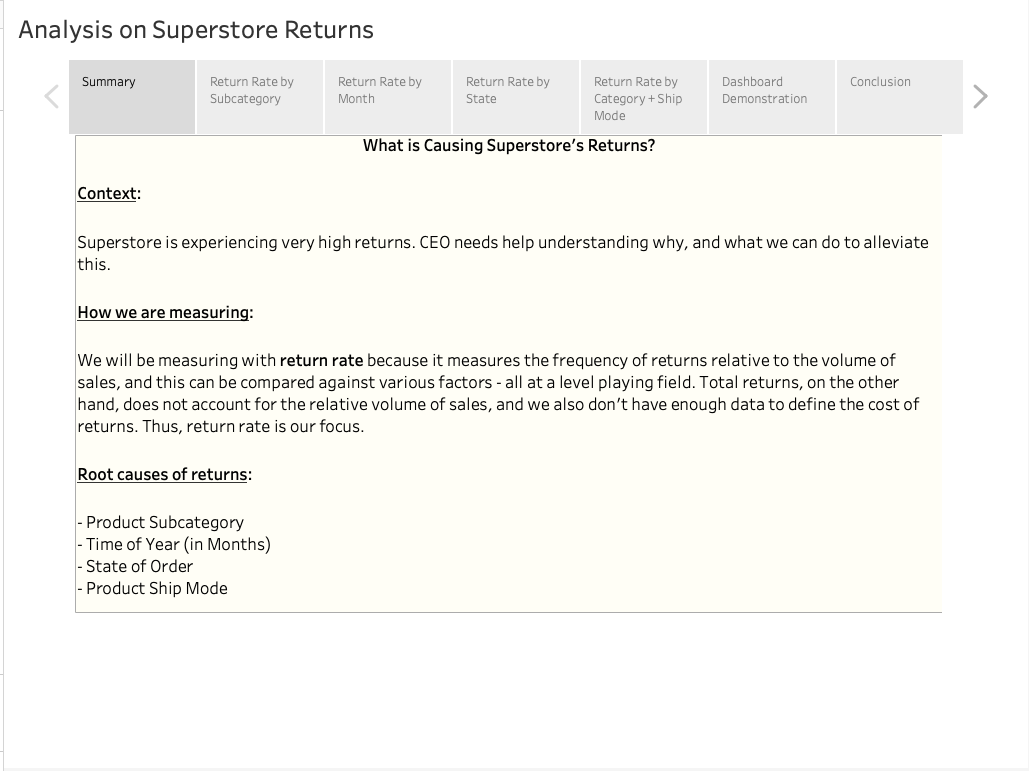 Analysis on Superstore Returns
Summary
Return Rate by
Subcategory
Return Rate by
Month
Return Rate by
State
Return Rate by
Category + Ship
Mode
Dashboard
Demonstration
Conclusion
What is Causing Superstore's Returns?
Context:
Superstore is experiencing very high returns. CEO needs help understanding why, and what we can do to alleviate
this.
How we are measuring:
We will be measuring with return rate because it measures the frequency of returns relative to the volume of
sales, and this can be compared against various factors - all at a level playing field. Total returns, on the other
hand, does not account for the relative volume of sales, and we also don't have enough data to define the cost of
returns. Thus, return rate is our focus.
Root causes of returns:
- Product Subcategory
- Time of Year (in Months)
- State of Order
- Product Ship Mode